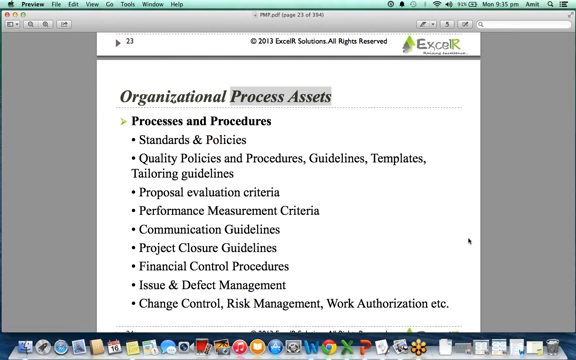 Preview File Edit View Go Tools Window Help
91% Mon 9:35 pm Amit
PMP.pdf (page 23 of 394)
23 © 2013 ExcelR Solutions.All Rights Reserved ExcelR
Raising Excellence..
Organizational Process Assets
Processes and Procedures
• Standards & Policies
• Quality Policies and Procedures, Guidelines, Templates,
Tailoring guidelines
• Proposal evaluation criteria
• Performance Measurement Criteria
• Communication Guidelines
• Project Closure Guidelines
• Financial Control Procedures
• Issue & Defect Management
• Change Control, Risk Management, Work Authorization etc.